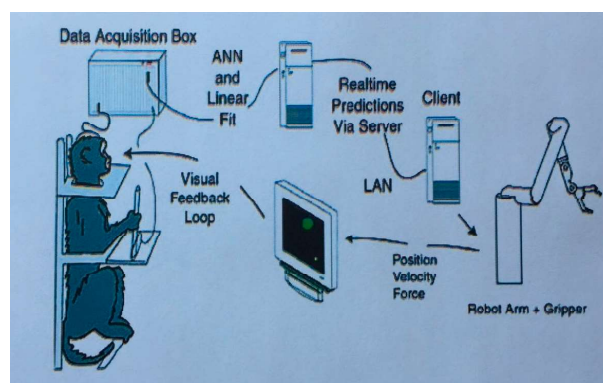 Data Acquisition Box
ANN
and
Linear
Fit
Realtime
Predictions
Via Server
Client
LAN
Visual
Feedback
Loop
Position
Velocity
Force
Robot Arm + Gripper